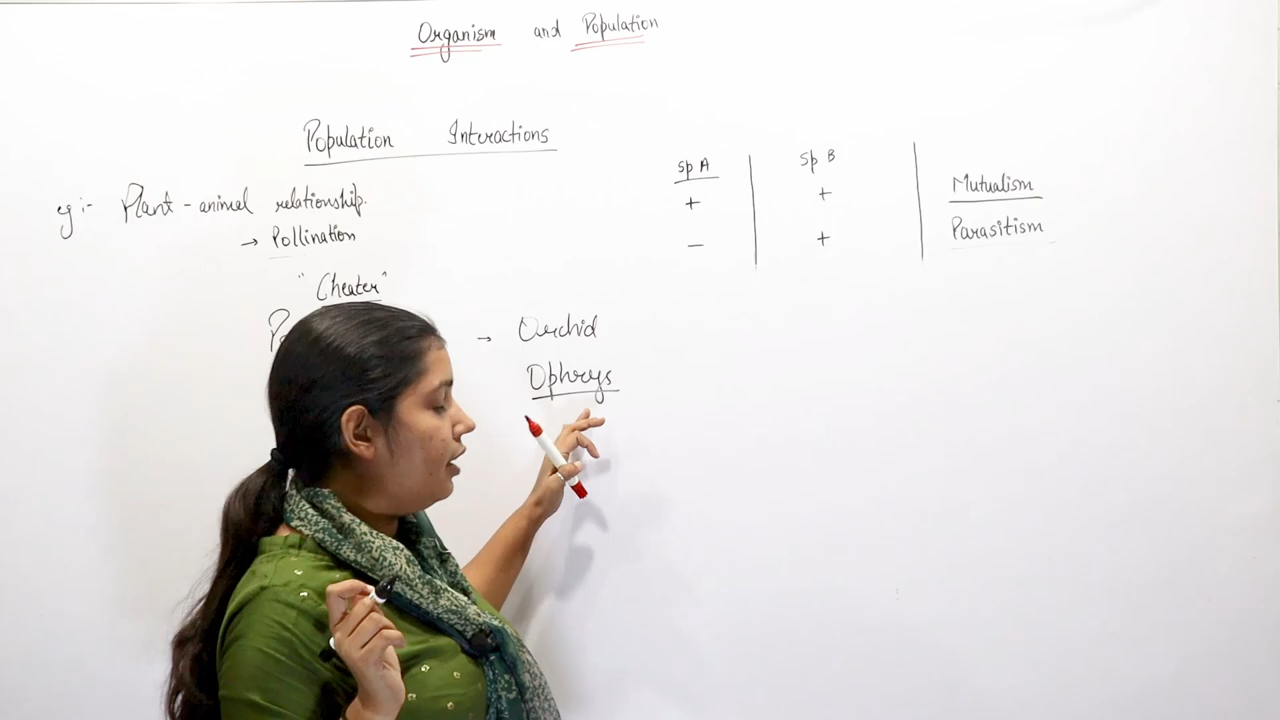 Organism and Population
Population Interactions
eg:- Plant-animal relationship.
→ Pollination
"Cheater"
→ Orchid
Ophrys
Sp A Sp B
+ + Mutualism
− + Parasitism